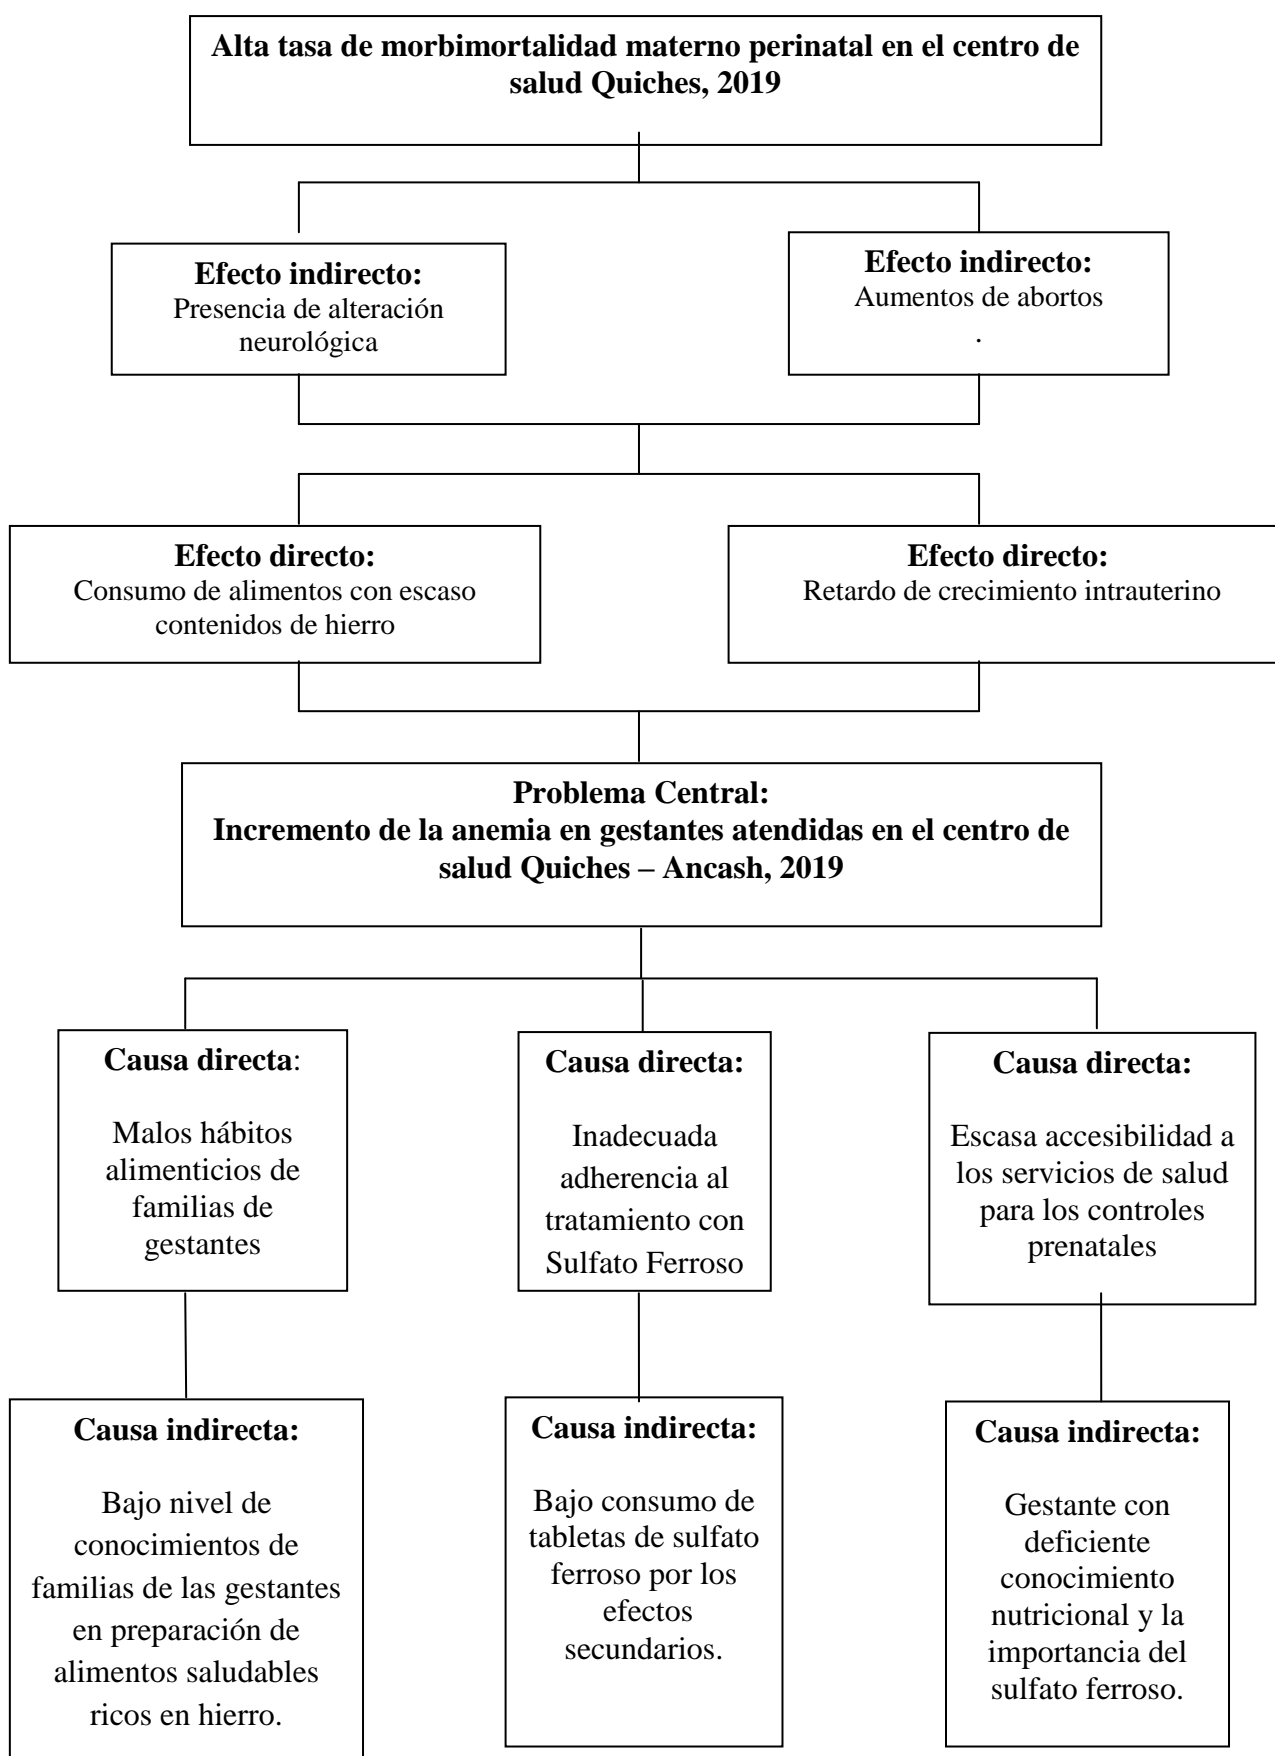 Alta tasa de morbimortalidad materno perinatal en el centro de
salud Quiches, 2019
Efecto indirecto:
Presencia de alteración
neurológica
Efecto indirecto:
Aumentos de abortos
.
Efecto directo:
Consumo de alimentos con escaso
contenidos de hierro
Efecto directo:
Retardo de crecimiento intrauterino
Problema Central:
Incremento de la anemia en gestantes atendidas en el centro de
salud Quiches – Ancash, 2019
Causa directa:
Malos hábitos
alimenticios de
familias de
gestantes
Causa directa:
Inadecuada
adherencia al
tratamiento con
Sulfato Ferroso
Causa directa:
Escasa accesibilidad a
los servicios de salud
para los controles
prenatales
Causa indirecta:
Bajo nivel de
conocimientos de
familias de las gestantes
en preparación de
alimentos saludables
ricos en hierro.
Causa indirecta:
Bajo consumo de
tabletas de sulfato
ferroso por los
efectos
secundarios.
Causa indirecta:
Gestante con
deficiente
conocimiento
nutricional y la
importancia del
sulfato ferroso.